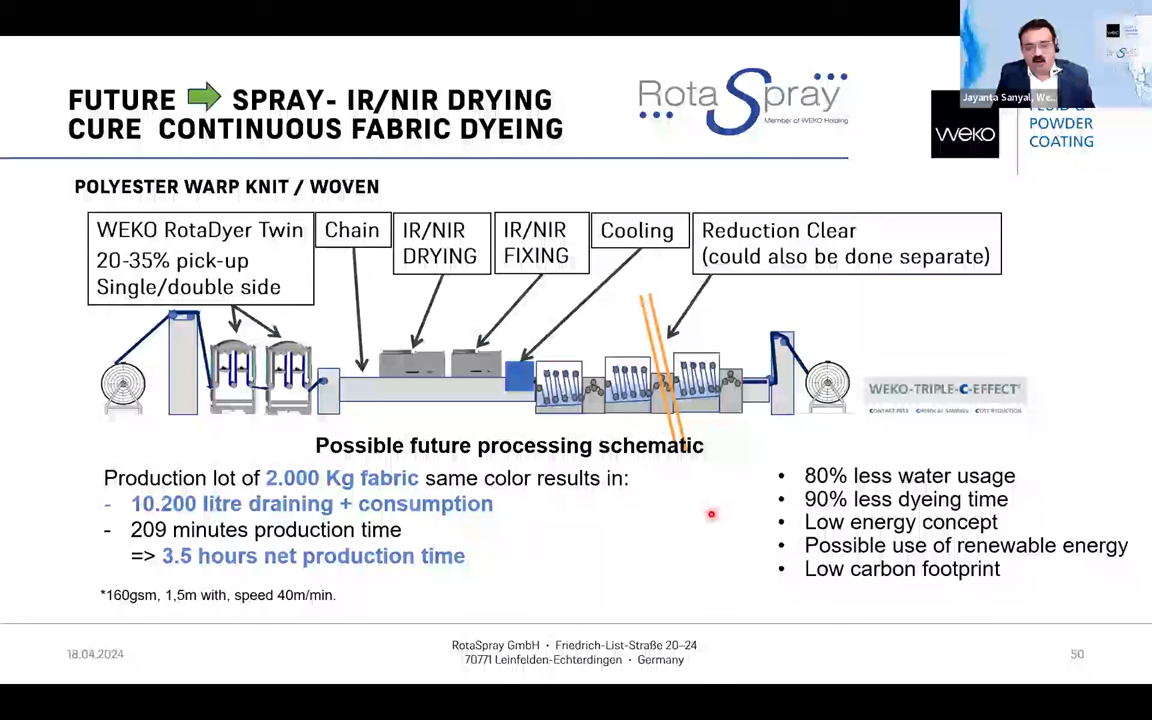 FUTURE SPRAY- IR/NIR DRYING
CURE CONTINUOUS FABRIC DYEING
RotaSpray
Member of WEKO Holding
Jayanta Sanyal, We...
WEKO
POWDER
COATING
POLYESTER WARP KNIT / WOVEN
WEKO RotaDyer Twin
20-35% pick-up
Single/double side
Chain
IR/NIR
DRYING
IR/NIR
FIXING
Cooling
Reduction Clear
(could also be done separate)
WEKO-TRIPLE-C-EFFECT
Possible future processing schematic
Production lot of 2.000 Kg fabric same color results in:
- 10.200 litre draining + consumption
- 209 minutes production time
=> 3.5 hours net production time
*160gsm, 1,5m with, speed 40m/min.
• 80% less water usage
• 90% less dyeing time
• Low energy concept
• Possible use of renewable energy
• Low carbon footprint
18.04.2024
RotaSpray GmbH • Friedrich-List-Straße 20–24
70771 Leinfelden-Echterdingen • Germany
50